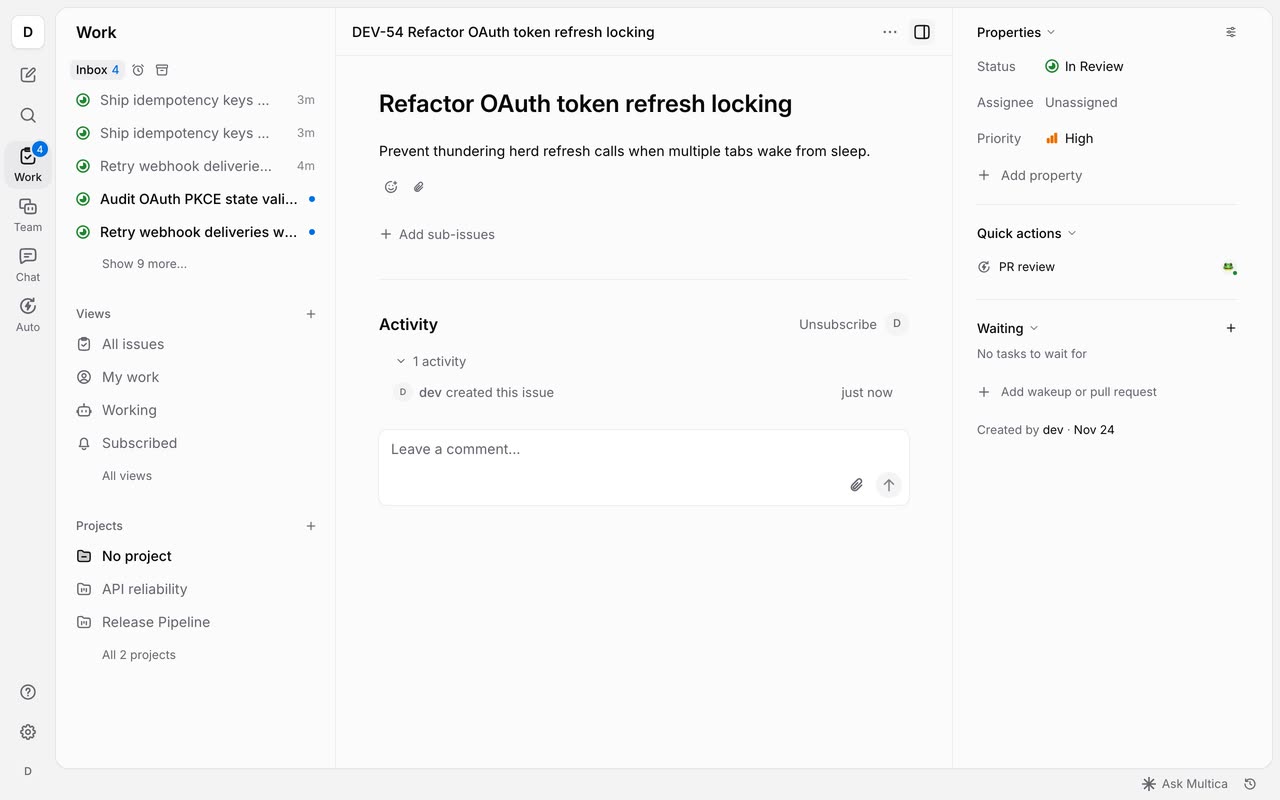 D
4
Work
Team
Chat
Auto
D
Work
Inbox 4
Ship idempotency keys ... 3m
Ship idempotency keys ... 3m
Retry webhook deliverie... 4m
Audit OAuth PKCE state vali...
Retry webhook deliveries w...
Show 9 more...
Views
All issues
My work
Working
Subscribed
All views
Projects
No project
API reliability
Release Pipeline
All 2 projects
DEV-54 Refactor OAuth token refresh locking
Refactor OAuth token refresh locking
Prevent thundering herd refresh calls when multiple tabs wake from sleep.
Add sub-issues
Activity
Unsubscribe D
1 activity
D dev created this issue just now
Leave a comment...
Properties
Status In Review
Assignee Unassigned
Priority High
Add property
Quick actions
PR review
Waiting
No tasks to wait for
Add wakeup or pull request
Created by dev · Nov 24
Ask Multica